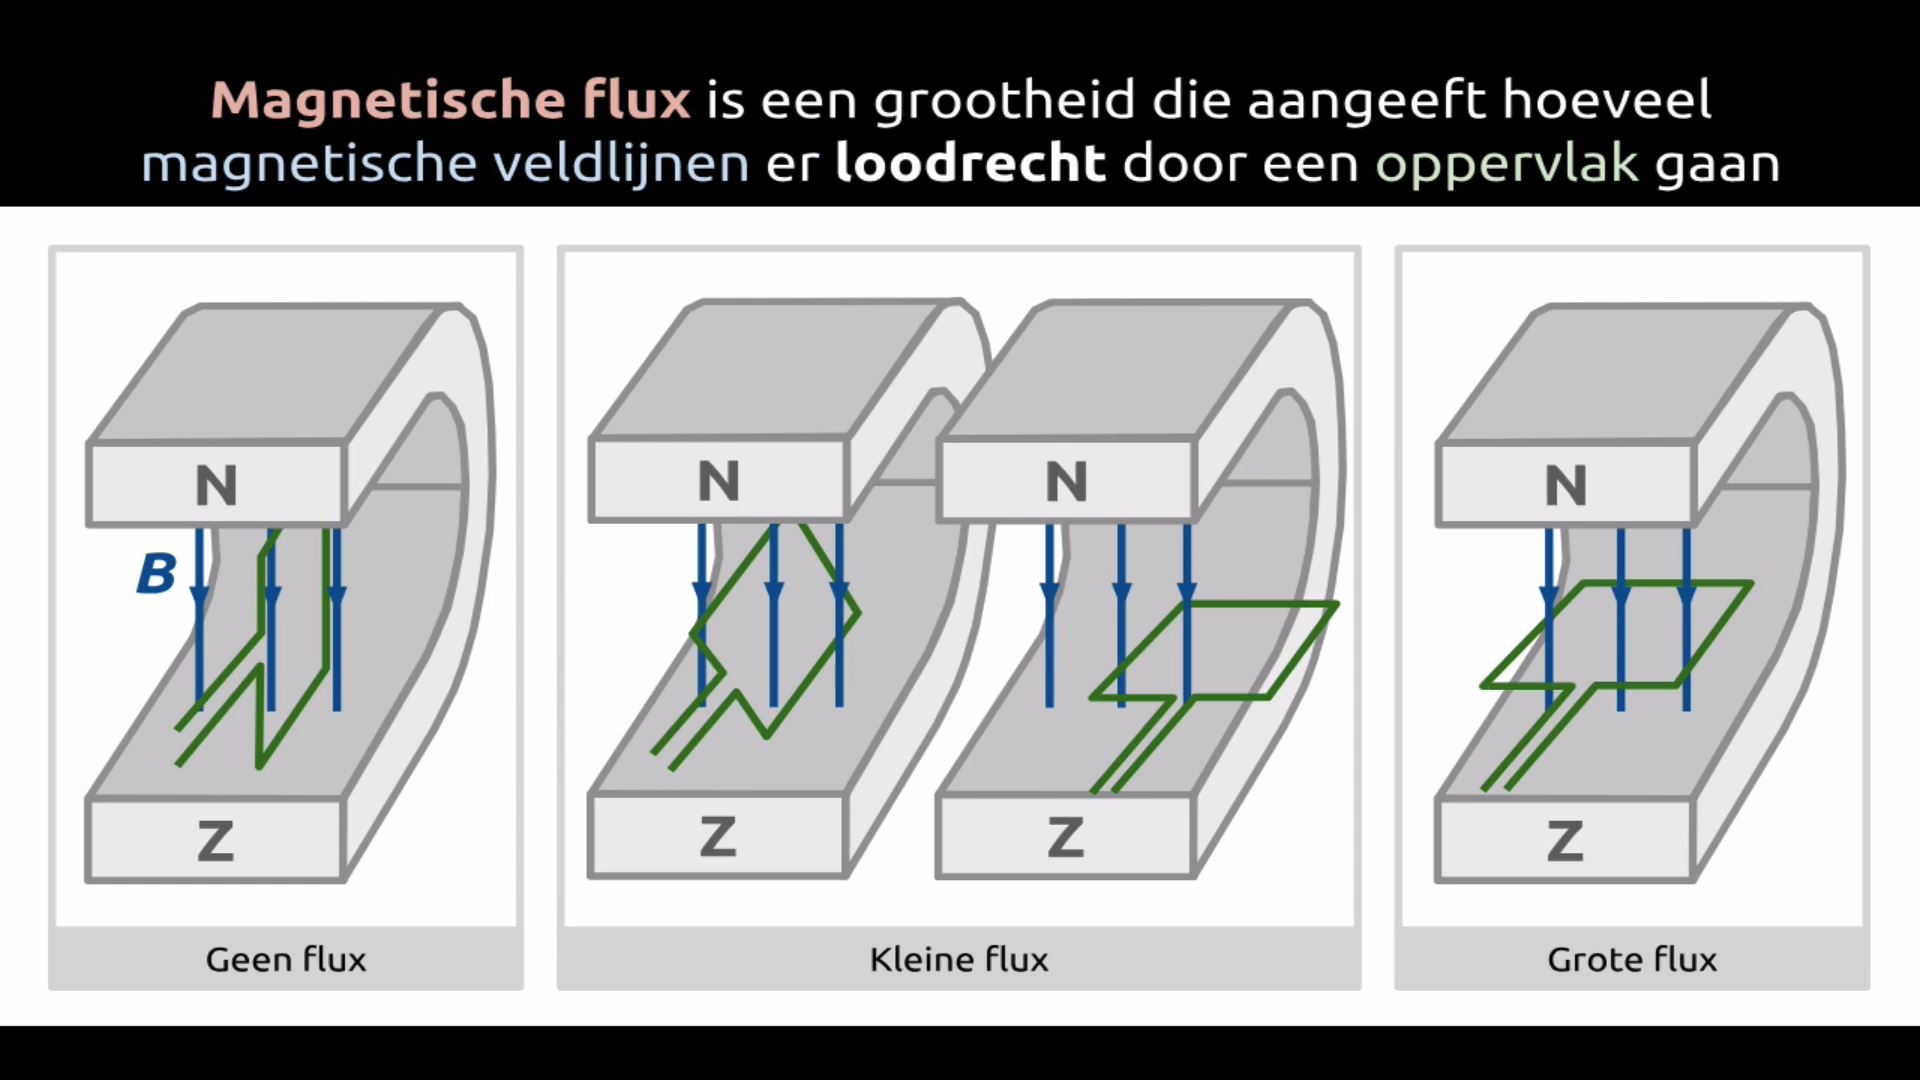 Magnetische flux is een grootheid die aangeeft hoeveel
magnetische veldlijnen er loodrecht door een oppervlak gaan
N
B
Z
Geen flux
N
N
Z
Z
Kleine flux
N
Z
Grote flux